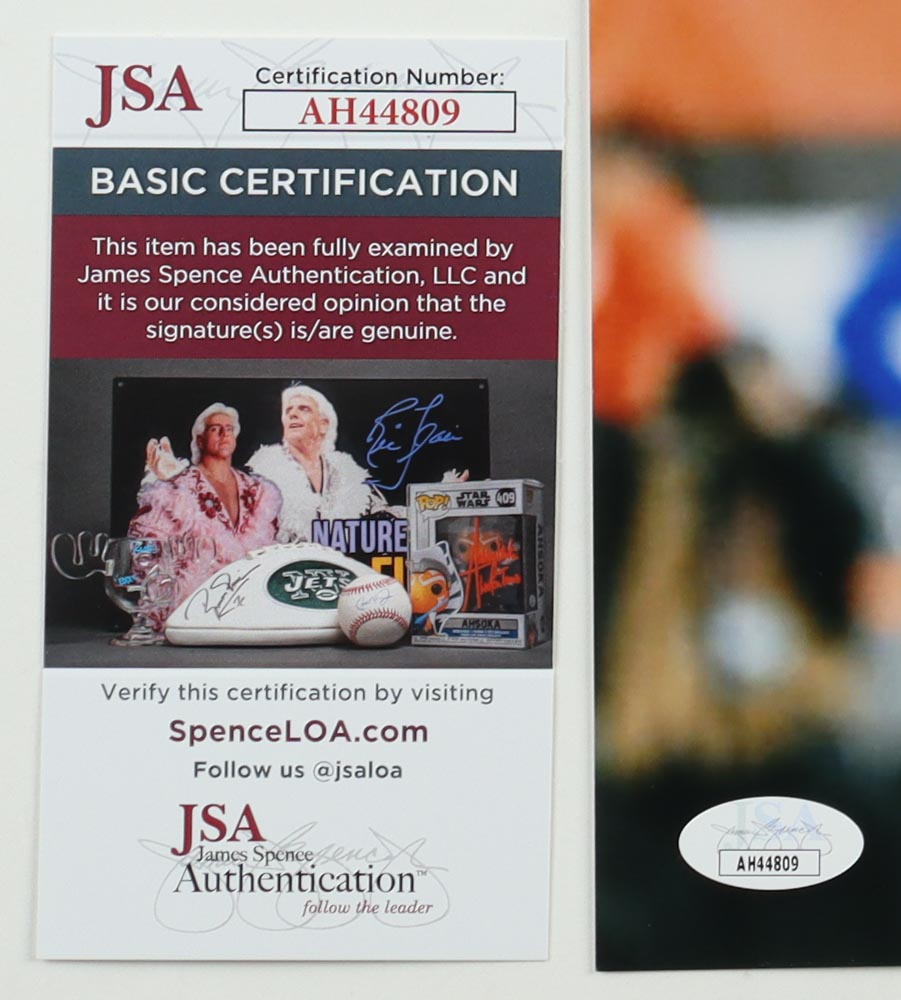 JSA
Certification Number:
AH44809
BASIC CERTIFICATION
This item has been fully examined by
James Spence Authentication, LLC and
it is our considered opinion that the
signature(s) is/are genuine.
NATURE
JETS
POP!
STAR
WARS
409
AHSOKA
AHSOKA
Verify this certification by visiting
SpenceLOA.com
Follow us @jsaloa
JSA
James Spence
Authentication™
follow the leader
JSA
AH44809